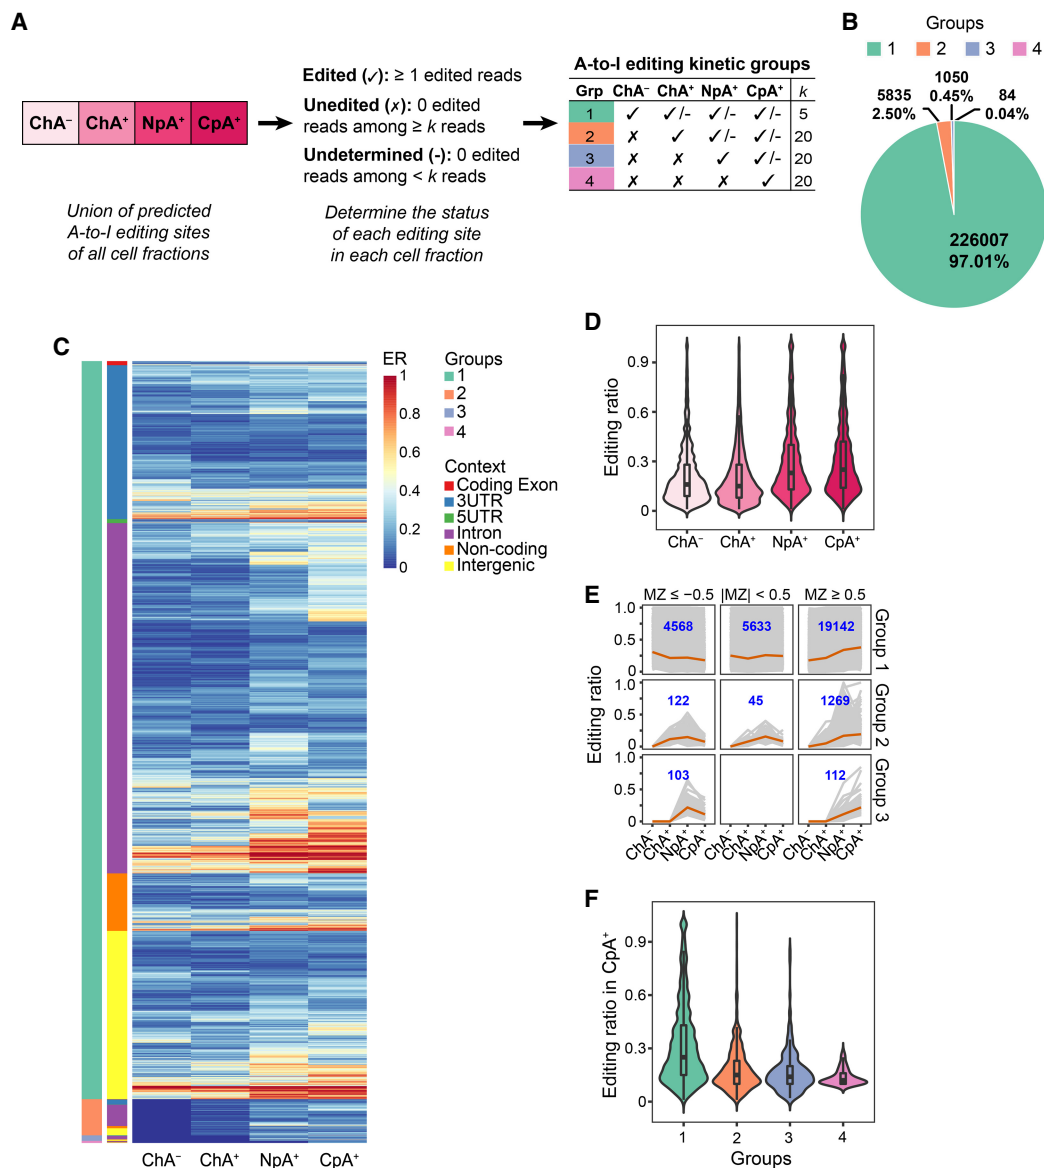 A
ChA⁻ ChA⁺ NpA⁺ CpA⁺
Union of predicted
A-to-I editing sites
of all cell fractions
Edited (✓): ≥ 1 edited reads
Unedited (✗): 0 edited
reads among ≥ k reads
Undetermined (-): 0 edited
reads among < k reads
Determine the status
of each editing site
in each cell fraction
A-to-I editing kinetic groups
Grp ChA⁻ ChA⁺ NpA⁺ CpA⁺ k
1 ✓ ✓/- ✓/- ✓/- 5
2 ✗ ✓ ✓/- ✓/- 20
3 ✗ ✗ ✓ ✓/- 20
4 ✗ ✗ ✗ ✓ 20
B
Groups
1 2 3 4
1050
0.45%
5835
2.50%
84
0.04%
226007
97.01%
C
ER
1
0.8
0.6
0.4
0.2
0
Groups
1
2
3
4
Context
Coding Exon
3UTR
5UTR
Intron
Non-coding
Intergenic
ChA⁻ ChA⁺ NpA⁺ CpA⁺
D
Editing ratio
0.9
0.6
0.3
0
ChA⁻ ChA⁺ NpA⁺ CpA⁺
E
MZ ≤ −0.5 |MZ| < 0.5 MZ ≥ 0.5
Editing ratio
1.0
0.5
0
4568 5633 19142
Group 1
1.0
0.5
0
122 45 1269
Group 2
1.0
0.5
0
103 112
Group 3
ChA⁻ ChA⁺ NpA⁺ CpA⁺ ChA⁻ ChA⁺ NpA⁺ CpA⁺ ChA⁻ ChA⁺ NpA⁺ CpA⁺
F
Editing ratio in CpA⁺
0.9
0.6
0.3
0
1 2 3 4
Groups